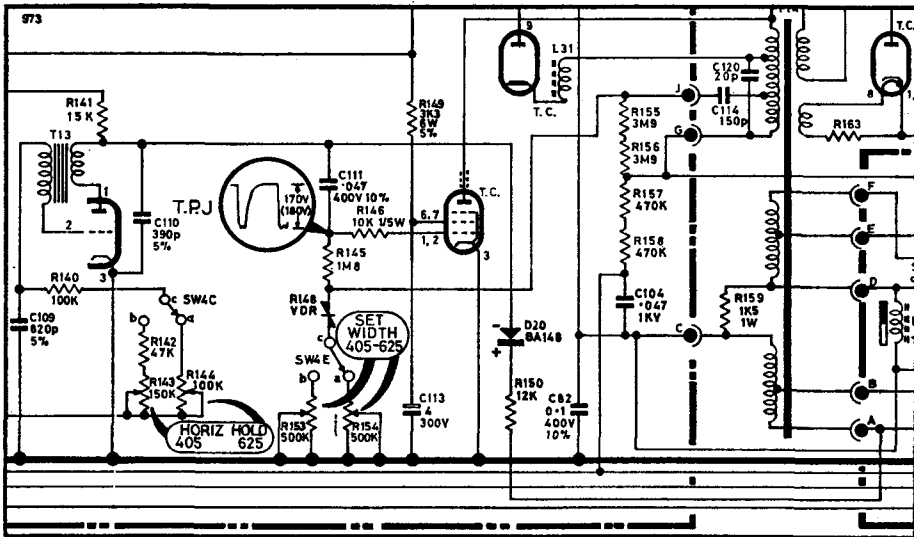 973
R141
15K
T13
1
2
3
C110
390p
5%
R140
100K
C109
820p
5%
SW4C
c
b
a
R142
47K
R143
150K
R144
100K
HORIZ HOLD
405 625
T.P.J
170V
(180V)
C111
·047
400V 10%
R146
10K 1/5W
R145
1M8
R148
VDR
SET
WIDTH
405-625
c
SW4E
b
a
R153
500K
R154
500K
R149
3K3
6W
5%
6,7
1,2
T.C.
3
C113
4
300V
9
T.C.
L31
D20
BA148
-
+
R150
12K
C82
0·1
400V
10%
R155
3M9
R156
3M9
R157
470K
R158
470K
C104
·047
1KV
J
G
C
C120
20p
C114
150p
R159
1K5
1W
T.C.
8
1,
R163
F
E
D
B
A